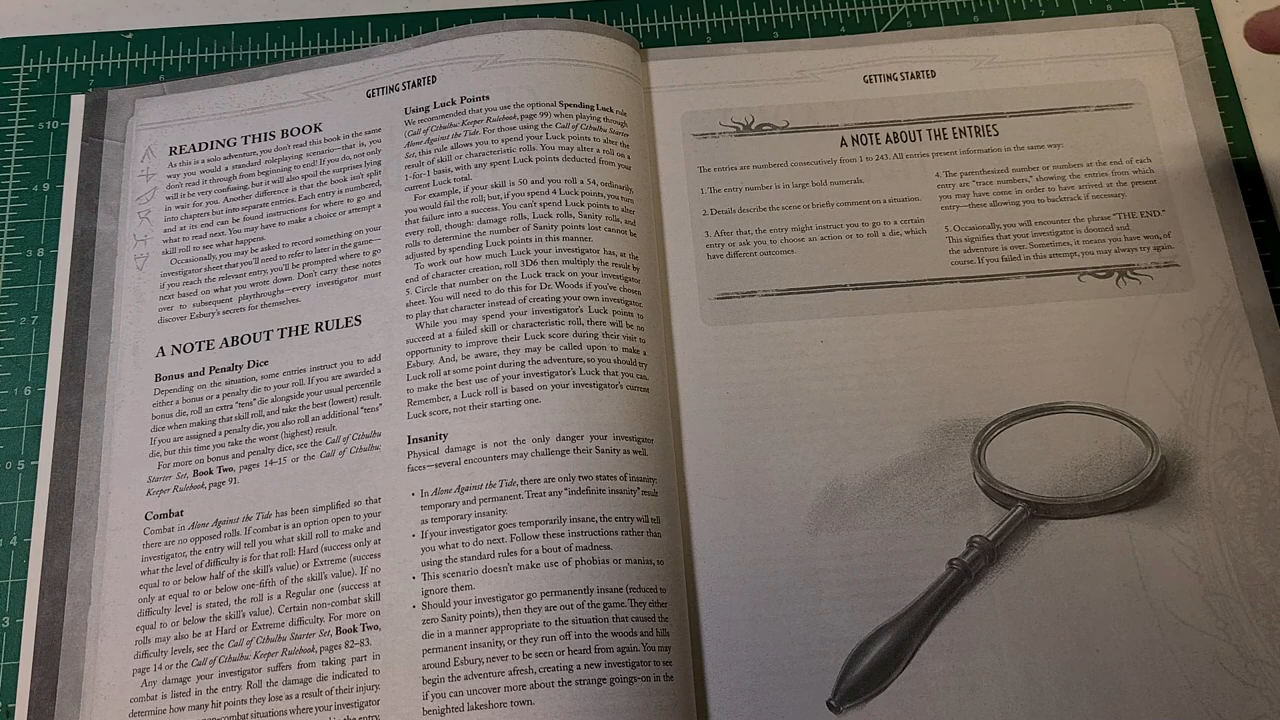 GETTING STARTED
READING THIS BOOK
As this is a solo adventure, you don't read this book in the same
way you would a standard roleplaying scenario—that is, you
don't read it through from beginning to end! If you do, not only
will it be very confusing, but it will also spoil the surprises lying
in wait for you. Another difference is that the book isn't split
into chapters but into separate entries. Each entry is numbered,
and at its end can be found instructions for where to go and
what to read next. You may have to make a choice or attempt a
skill roll to see what happens.
Occasionally, you may be asked to record something on your
investigator sheet that you'll need to refer to later in the game—
if you reach the relevant entry, you'll be prompted where to go
next based on what you wrote down. Don't carry these notes
over to subsequent playthroughs—every investigator must
discover Esbury's secrets for themselves.
A NOTE ABOUT THE RULES
Bonus and Penalty Dice
Depending on the situation, some entries instruct you to add
either a bonus or a penalty die to your roll. If you are awarded a
bonus die, roll an extra "tens" die alongside your usual percentile
dice when making that skill roll, and take the best (lowest) result.
If you are assigned a penalty die, you also roll an additional "tens"
die, but this time you take the worst (highest) result.
For more on bonus and penalty dice, see the Call of Cthulhu
Starter Set, Book Two, pages 14–15 or the Call of Cthulhu:
Keeper Rulebook, page 91.
Combat
Combat in Alone Against the Tide has been simplified so that
there are no opposed rolls. If combat is an option open to your
investigator, the entry will tell you what skill roll to make and
what the level of difficulty is for that roll: Hard (success only at
equal to or below half of the skill's value) or Extreme (success
only at equal to or below one-fifth of the skill's value). If no
difficulty level is stated, the roll is a Regular one (success at
equal to or below the skill's value). Certain non-combat skill
rolls may also be at Hard or Extreme difficulty. For more on
difficulty levels, see the Call of Cthulhu Starter Set, Book Two,
page 14 or the Call of Cthulhu: Keeper Rulebook, pages 82–83.
Any damage your investigator suffers from taking part in
combat is listed in the entry. Roll the damage die indicated to
determine how many hit points they lose as a result of their injury.
non-combat situations where your investigator
in the entry.
Using Luck Points
We recommended that you use the optional Spending Luck rule
(Call of Cthulhu: Keeper Rulebook, page 99) when playing through
Alone Against the Tide. For those using the Call of Cthulhu Starter
Set, this rule allows you to spend your Luck points to alter the
result of skill or characteristic rolls. You may alter a roll on a
1-for-1 basis, with any spent Luck points deducted from your
current Luck total.
For example, if your skill is 50 and you roll a 54, ordinarily,
you would fail the roll; but, if you spend 4 Luck points, you turn
that failure into a success. You can't spend Luck points to alter
every roll, though: damage rolls, Luck rolls, Sanity rolls, and
rolls to determine the number of Sanity points lost cannot be
adjusted by spending Luck points in this manner.
To work out how much Luck your investigator has, at the
end of character creation, roll 3D6 then multiply the result by
5. Circle that number on the Luck track on your investigator
sheet. You will need to do this for Dr. Woods if you've chosen
to play that character instead of creating your own investigator.
While you may spend your investigator's Luck points to
succeed at a failed skill or characteristic roll, there will be no
opportunity to improve their Luck score during their visit to
Esbury. And, be aware, they may be called upon to make a
Luck roll at some point during the adventure, so you should try
to make the best use of your investigator's Luck that you can.
Remember, a Luck roll is based on your investigator's current
Luck score, not their starting one.
Insanity
Physical damage is not the only danger your investigator
faces—several encounters may challenge their Sanity as well.
• In Alone Against the Tide, there are only two states of insanity:
temporary and permanent. Treat any "indefinite insanity" result
as temporary insanity.
• If your investigator goes temporarily insane, the entry will tell
you what to do next. Follow these instructions rather than
using the standard rules for a bout of madness.
• This scenario doesn't make use of phobias or manias, so
ignore them.
• Should your investigator go permanently insane (reduced to
zero Sanity points), then they are out of the game. They either
die in a manner appropriate to the situation that caused the
permanent insanity, or they run off into the woods and hills
around Esbury, never to be seen or heard from again. You may
begin the adventure afresh, creating a new investigator to see
if you can uncover more about the strange goings-on in the
benighted lakeshore town.
GETTING STARTED
A NOTE ABOUT THE ENTRIES
The entries are numbered consecutively from 1 to 243. All entries present information in the same way:
1. The entry number is in large bold numerals.
2. Details describe the scene or briefly comment on a situation.
3. After that, the entry might instruct you to go to a certain
entry or ask you to choose an action or to roll a die, which
have different outcomes.
4. The parenthesized number or numbers at the end of each
entry are "trace numbers," showing the entries from which
you may have come in order to have arrived at the present
entry—these allowing you to backtrack if necessary.
5. Occasionally, you will encounter the phrase "THE END."
This signifies that your investigator is doomed and
the adventure is over. Sometimes, it means you have won, of
course. If you failed in this attempt, you may always try again.